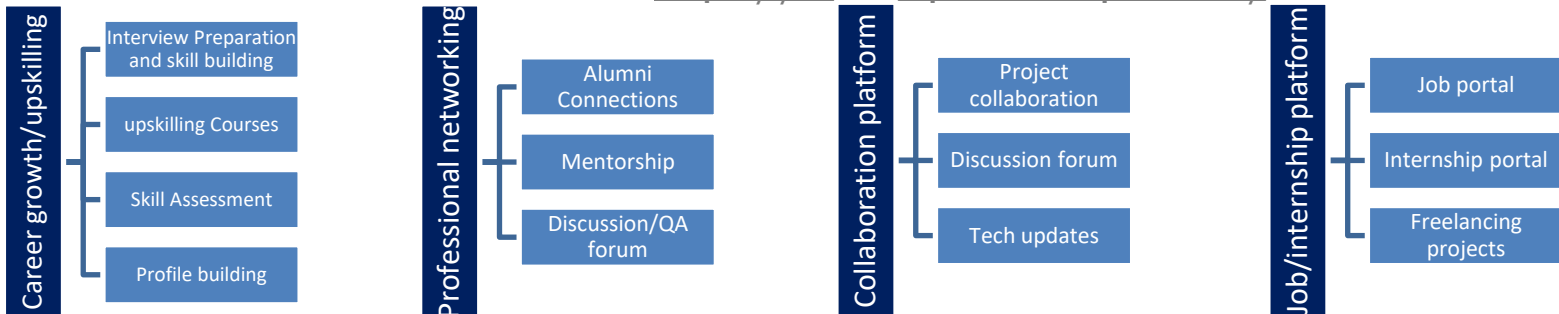 Career growth/upskilling
Interview Preparation
and skill building
upskilling Courses
Skill Assessment
Profile building
Professional networking
Alumni
Connections
Mentorship
Discussion/QA
forum
Collaboration platform
Project
collaboration
Discussion forum
Tech updates
Job/internship platform
Job portal
Internship portal
Freelancing
projects